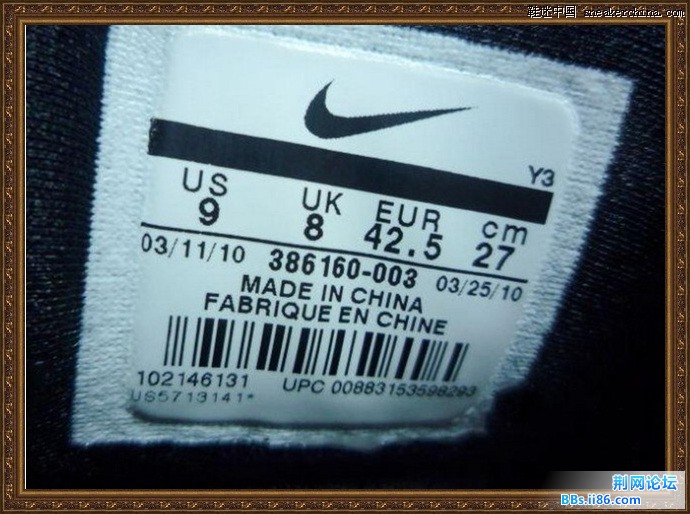 鞋迷中国 sneakerchina.com
Y3
US UK EUR cm
9 8 42.5 27
03/11/10 386160-003 03/25/10
MADE IN CHINA
FABRIQUE EN CHINE
102146131 UPC 00883153598293
US5713141*
荆网论坛
BBs.ii86.com